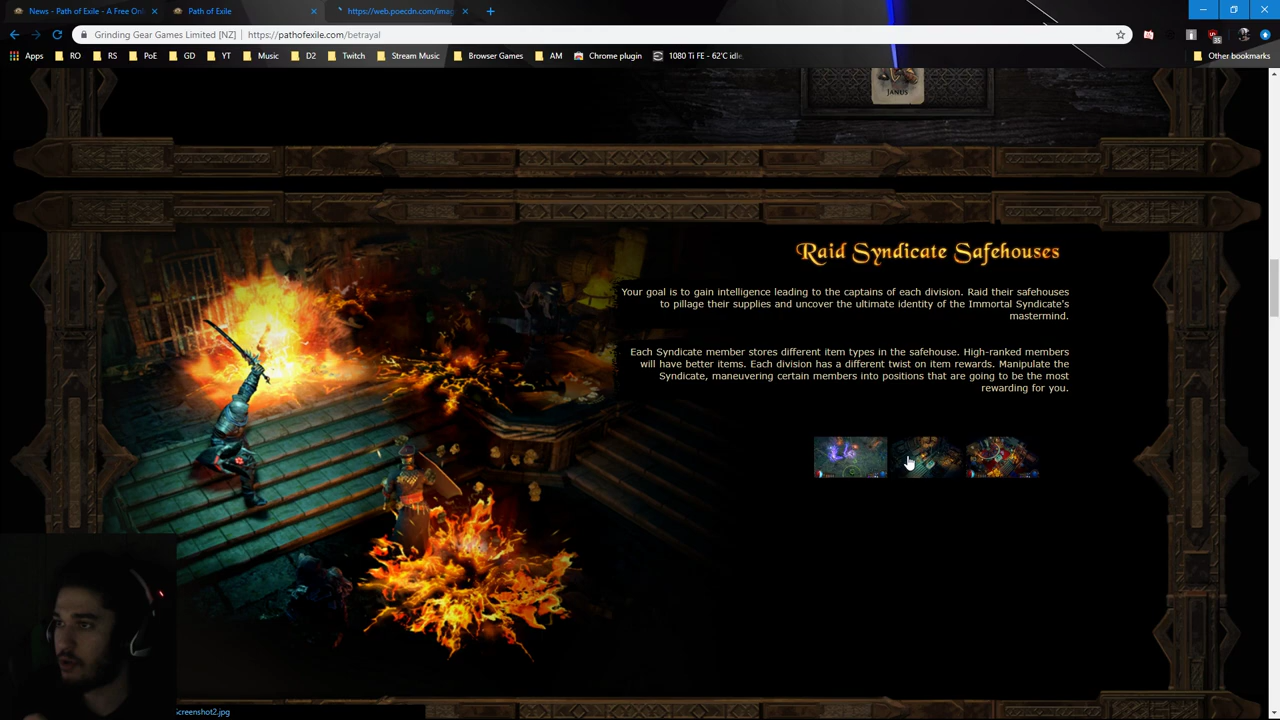 News - Path of Exile - A Free Onl
Path of Exile
https://web.poecdn.com/imag
Grinding Gear Games Limited [NZ]
https://pathofexile.com/betrayal
Apps
RO
RS
PoE
GD
YT
Music
D2
Twitch
Stream Music
Browser Games
AM
Chrome plugin
1080 Ti FE - 62°C idle,
Other bookmarks
JANUS
Raid Syndicate Safehouses
Your goal is to gain intelligence leading to the captains of each division. Raid their safehouses
to pillage their supplies and uncover the ultimate identity of the Immortal Syndicate's
mastermind.
Each Syndicate member stores different item types in the safehouse. High-ranked members
will have better items. Each division has a different twist on item rewards. Manipulate the
Syndicate, maneuvering certain members into positions that are going to be the most
rewarding for you.
Screenshot2.jpg